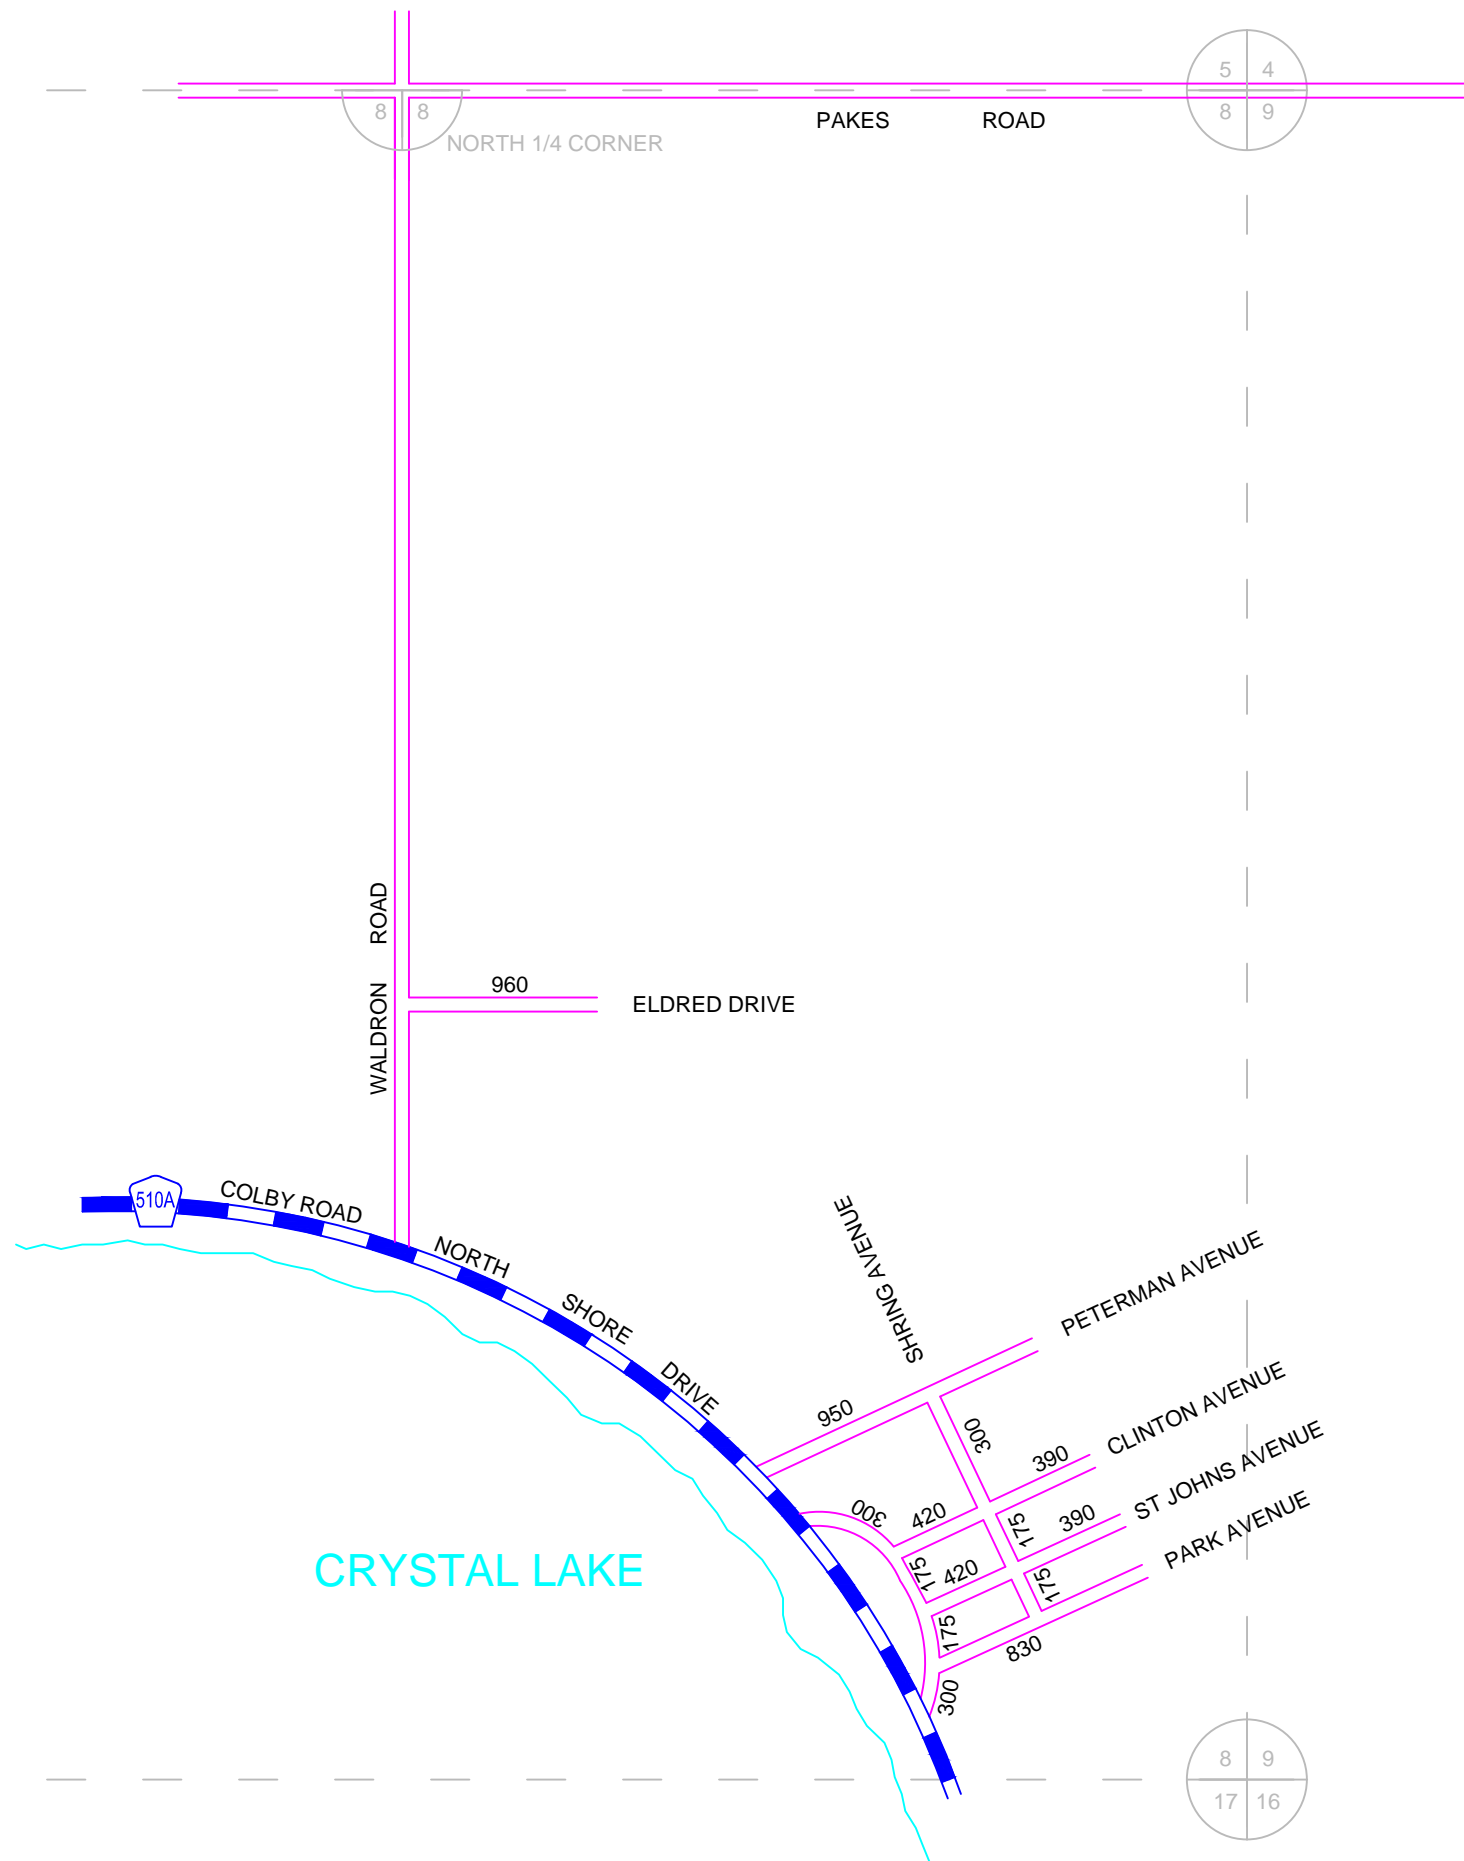 5 4
8 9
8 8
NORTH 1/4 CORNER
PAKES ROAD
WALDRON ROAD
960
ELDRED DRIVE
510A
COLBY ROAD
NORTH SHORE DRIVE
SHRING AVENUE
PETERMAN AVENUE
950
300
CLINTON AVENUE
390
300
420
175
ST JOHNS AVENUE
390
175
420
PARK AVENUE
175
175
830
300
CRYSTAL LAKE
8 9
17 16